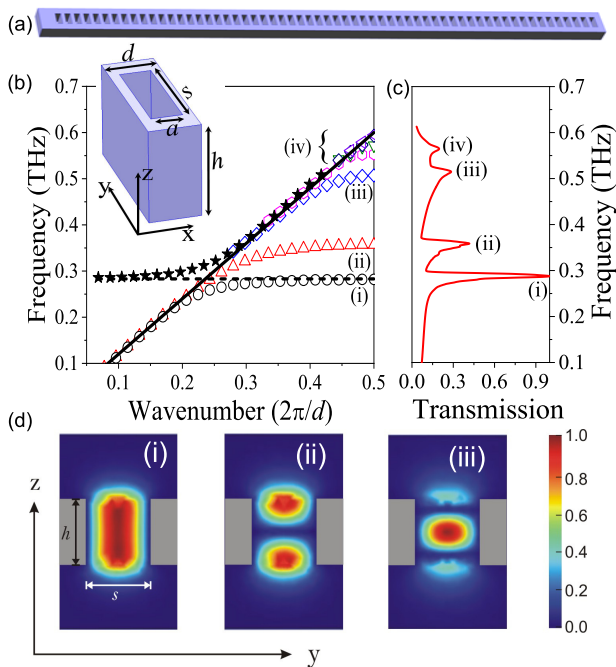 (a)
(b)
d
s
a
h
z
y
x
(iv)
(iii)
(ii)
(i)
Frequency (THz)
0.7
0.6
0.5
0.4
0.3
0.2
0.1
0.1 0.2 0.3 0.4 0.5
Wavenumber (2π/d)
(c)
(iv)
(iii)
(ii)
(i)
0.7
0.6
0.5
0.4
0.3
0.2
0.1
Frequency (THz)
0.0 0.3 0.6 0.9
Transmission
(d)
z
y
(i)
h
s
(ii)
(iii)
1.0
0.8
0.6
0.4
0.2
0.0